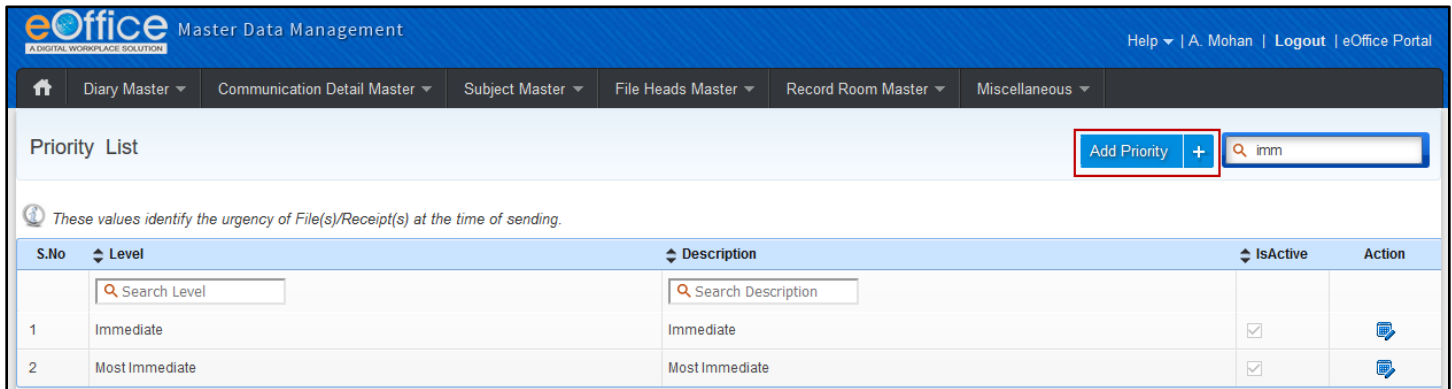 eOffice Master Data Management
A DIGITAL WORKPLACE SOLUTION
Help | A. Mohan | Logout | eOffice Portal
Diary Master Communication Detail Master Subject Master File Heads Master Record Room Master Miscellaneous
Priority List Add Priority + imm
These values identify the urgency of File(s)/Receipt(s) at the time of sending.
S.No Level Description IsActive Action
Search Level Search Description
1 Immediate Immediate
2 Most Immediate Most Immediate